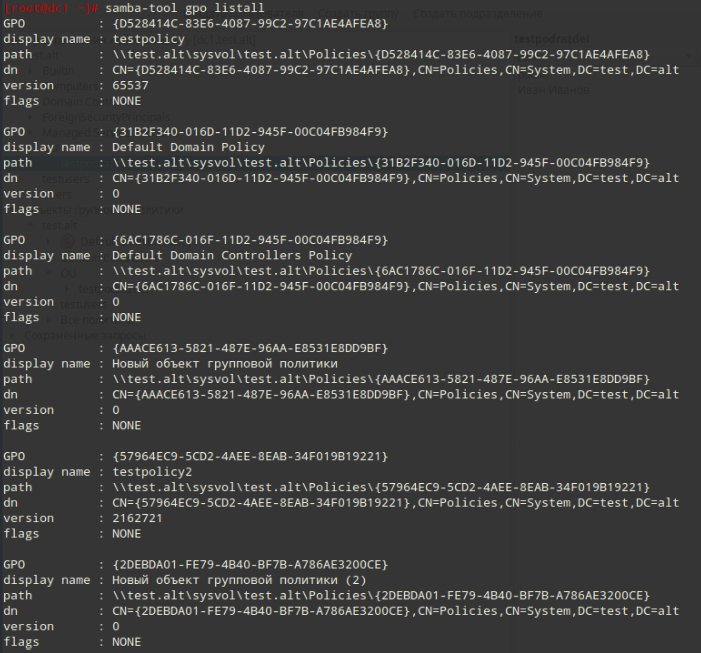 [root@dc1 ~]# samba-tool gpo listall
GPO : {D528414C-83E6-4087-99C2-97C1AE4AFEA8}
display name : testpolicy
path : \\test.alt\sysvol\test.alt\Policies\{D528414C-83E6-4087-99C2-97C1AE4AFEA8}
dn : CN={D528414C-83E6-4087-99C2-97C1AE4AFEA8},CN=Policies,CN=System,DC=test,DC=alt
version : 65537
flags : NONE
GPO : {31B2F340-016D-11D2-945F-00C04FB984F9}
display name : Default Domain Policy
path : \\test.alt\sysvol\test.alt\Policies\{31B2F340-016D-11D2-945F-00C04FB984F9}
dn : CN={31B2F340-016D-11D2-945F-00C04FB984F9},CN=Policies,CN=System,DC=test,DC=alt
version : 0
flags : NONE
GPO : {6AC1786C-016F-11D2-945F-00C04FB984F9}
display name : Default Domain Controllers Policy
path : \\test.alt\sysvol\test.alt\Policies\{6AC1786C-016F-11D2-945F-00C04FB984F9}
dn : CN={6AC1786C-016F-11D2-945F-00C04FB984F9},CN=Policies,CN=System,DC=test,DC=alt
version : 0
flags : NONE
GPO : {AAACE613-5821-487E-96AA-E8531E8DD9BF}
display name : Новый объект групповой политики
path : \\test.alt\sysvol\test.alt\Policies\{AAACE613-5821-487E-96AA-E8531E8DD9BF}
dn : CN={AAACE613-5821-487E-96AA-E8531E8DD9BF},CN=Policies,CN=System,DC=test,DC=alt
version : 0
flags : NONE
GPO : {57964EC9-5CD2-4AEE-8EAB-34F019B19221}
display name : testpolicy2
path : \\test.alt\sysvol\test.alt\Policies\{57964EC9-5CD2-4AEE-8EAB-34F019B19221}
dn : CN={57964EC9-5CD2-4AEE-8EAB-34F019B19221},CN=Policies,CN=System,DC=test,DC=alt
version : 2162721
flags : NONE
GPO : {2DEBDA01-FE79-4B40-BF7B-A786AE3200CE}
display name : Новый объект групповой политики (2)
path : \\test.alt\sysvol\test.alt\Policies\{2DEBDA01-FE79-4B40-BF7B-A786AE3200CE}
dn : CN={2DEBDA01-FE79-4B40-BF7B-A786AE3200CE},CN=Policies,CN=System,DC=test,DC=alt
version : 0
flags : NONE